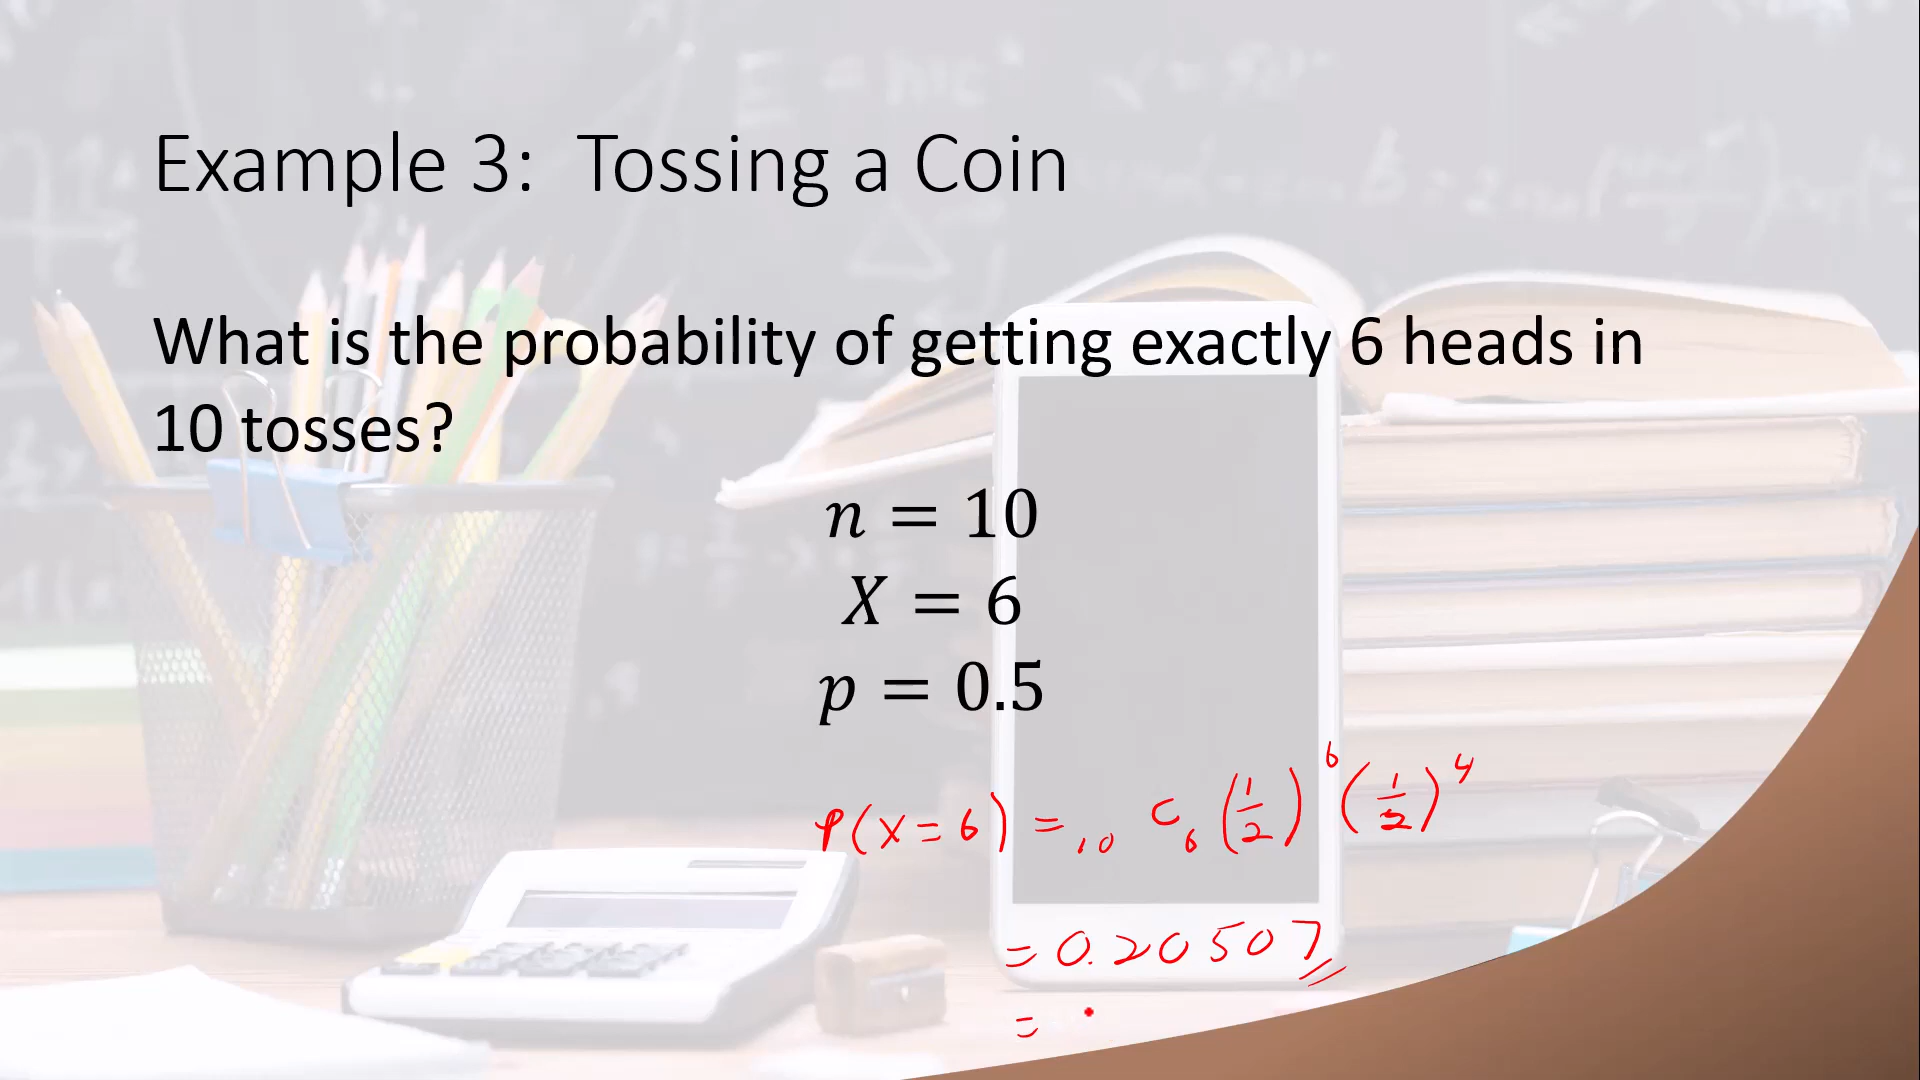 Example 3: Tossing a Coin
What is the probability of getting exactly 6 heads in
10 tosses?
n = 10
X = 6
p = 0.5
P(X=6) = ₁₀C₆ (1/2)⁶ (1/2)⁴
= 0.20507
=